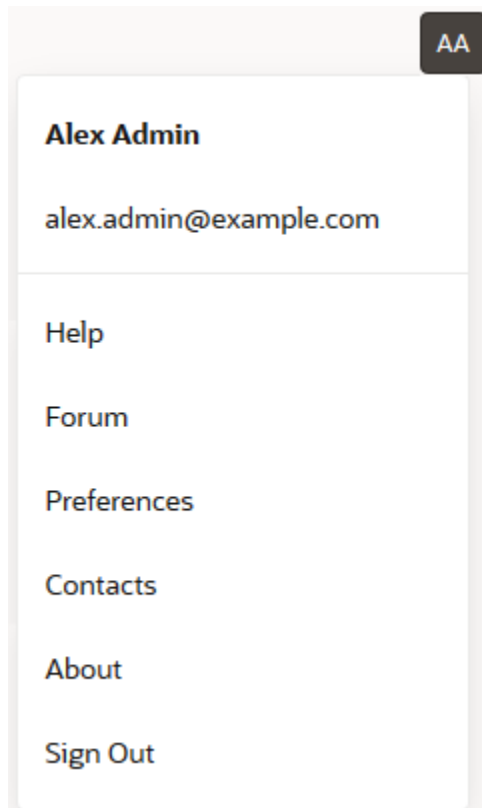 AA
Alex Admin
alex.admin@example.com
Help
Forum
Preferences
Contacts
About
Sign Out